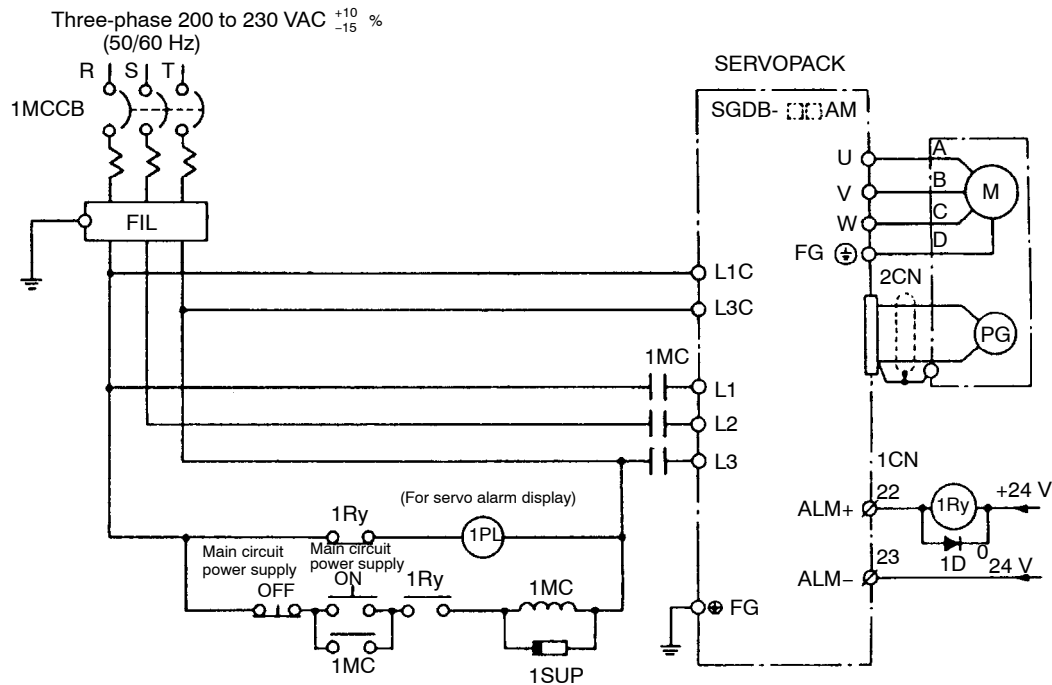 Three-phase 200 to 230 VAC +10 −15 %
(50/60 Hz)
R S T
1MCCB
FIL
SERVOPACK
SGDB- AM
U
V
W
FG
A
B
C
D
M
2CN
PG
L1C
L3C
1MC
L1
L2
L3
(For servo alarm display)
1Ry
1PL
Main circuit
power supply
OFF
Main circuit
power supply
ON
1Ry
1MC
1MC
1SUP
FG
1CN
ALM+
22
1Ry
+24 V
1D
0
ALM−
23
24 V